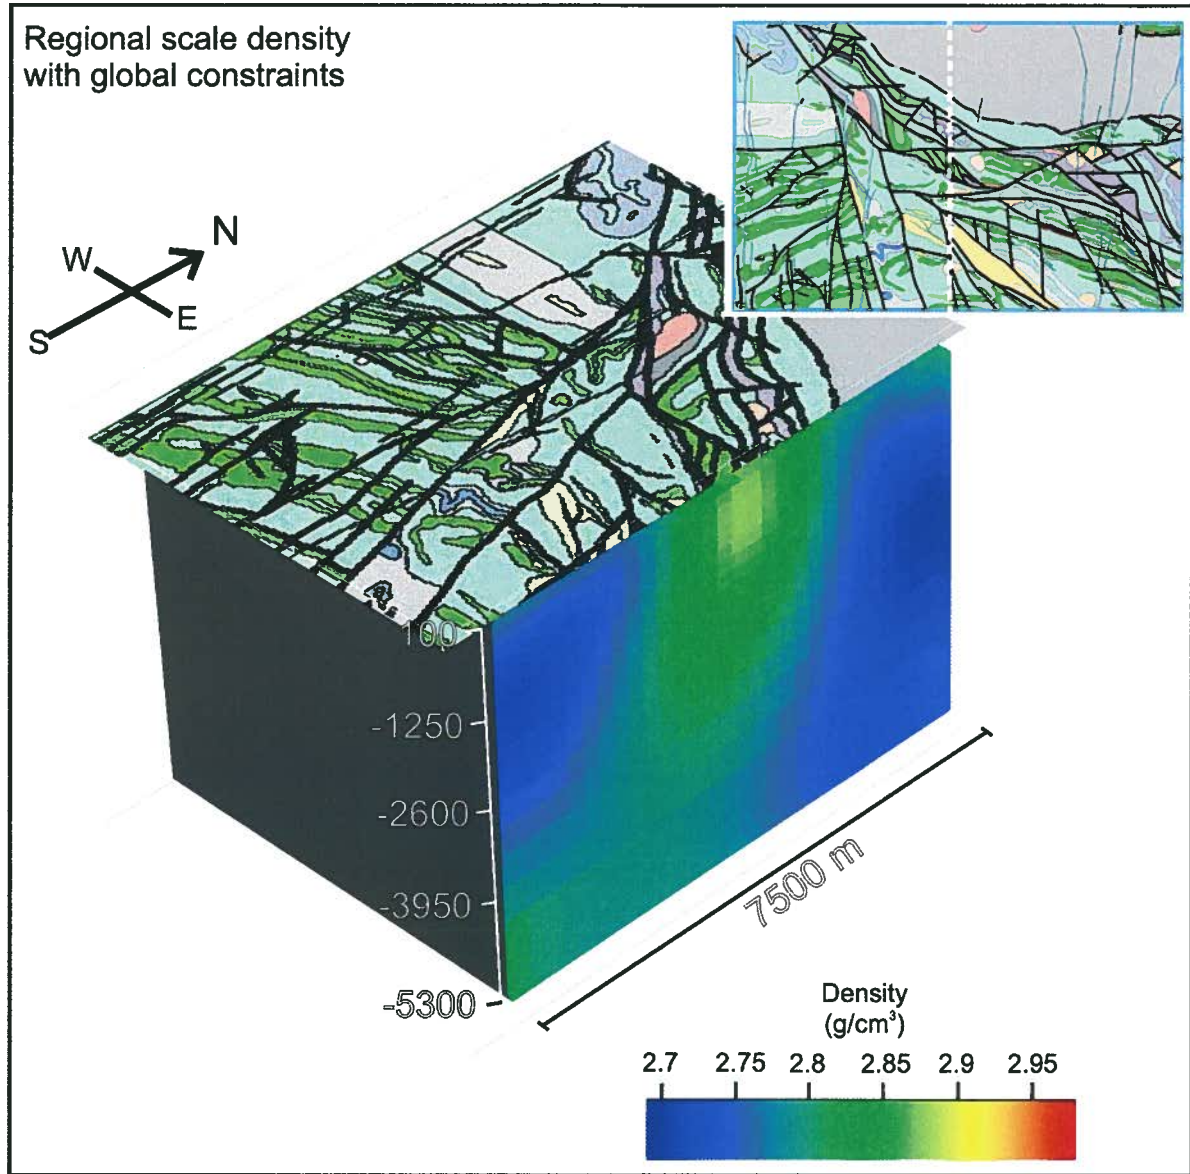 Regional scale density
with global constraints
N
W
E
S
100
-1250
-2600
-3950
-5300
7500 m
Density
(g/cm³)
2.7 2.75 2.8 2.85 2.9 2.95